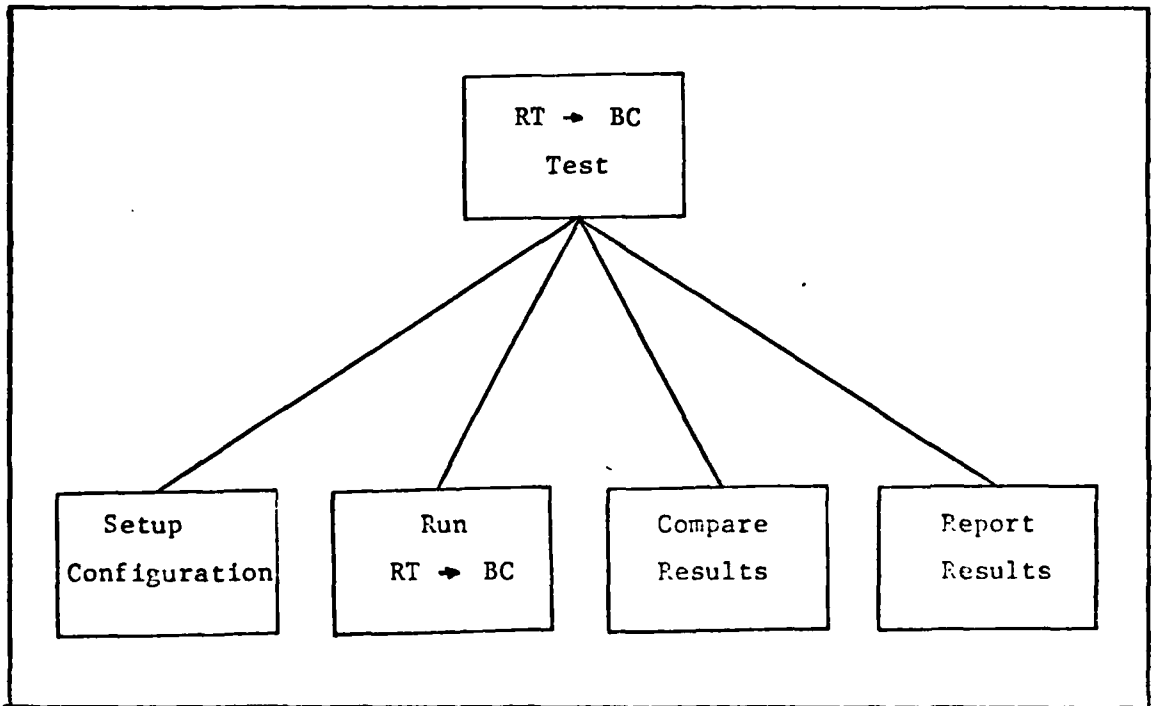 RT → BC
Test
Setup
Configuration
Run
RT → BC
Compare
Results
Report
Results